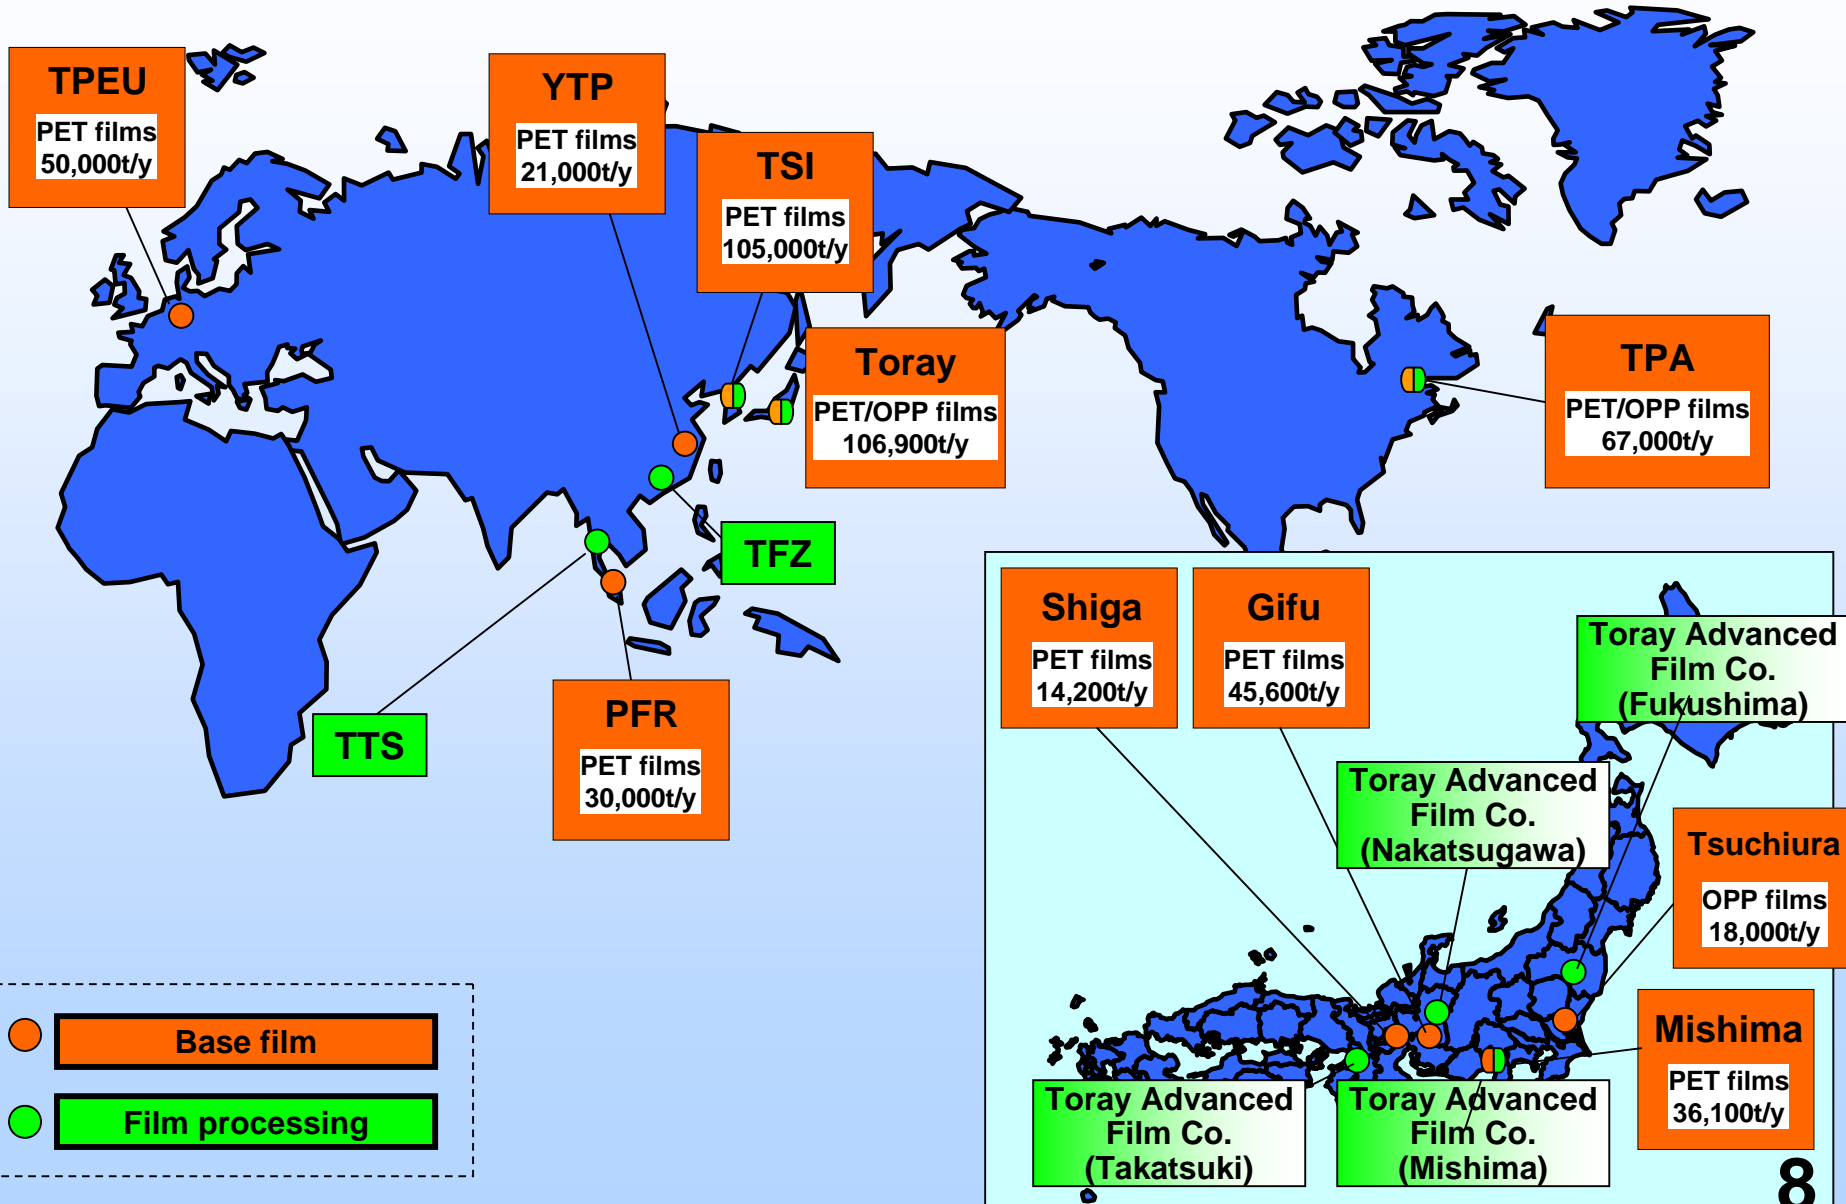 TPEU
PET films
50,000t/y
YTP
PET films
21,000t/y
TSI
PET films
105,000t/y
Toray
PET/OPP films
106,900t/y
TPA
PET/OPP films
67,000t/y
TFZ
TTS
PFR
PET films
30,000t/y
Shiga
PET films
14,200t/y
Gifu
PET films
45,600t/y
Toray Advanced
Film Co.
(Fukushima)
Toray Advanced
Film Co.
(Nakatsugawa)
Tsuchiura
OPP films
18,000t/y
Mishima
PET films
36,100t/y
Toray Advanced
Film Co.
(Takatsuki)
Toray Advanced
Film Co.
(Mishima)
Base film
Film processing
8